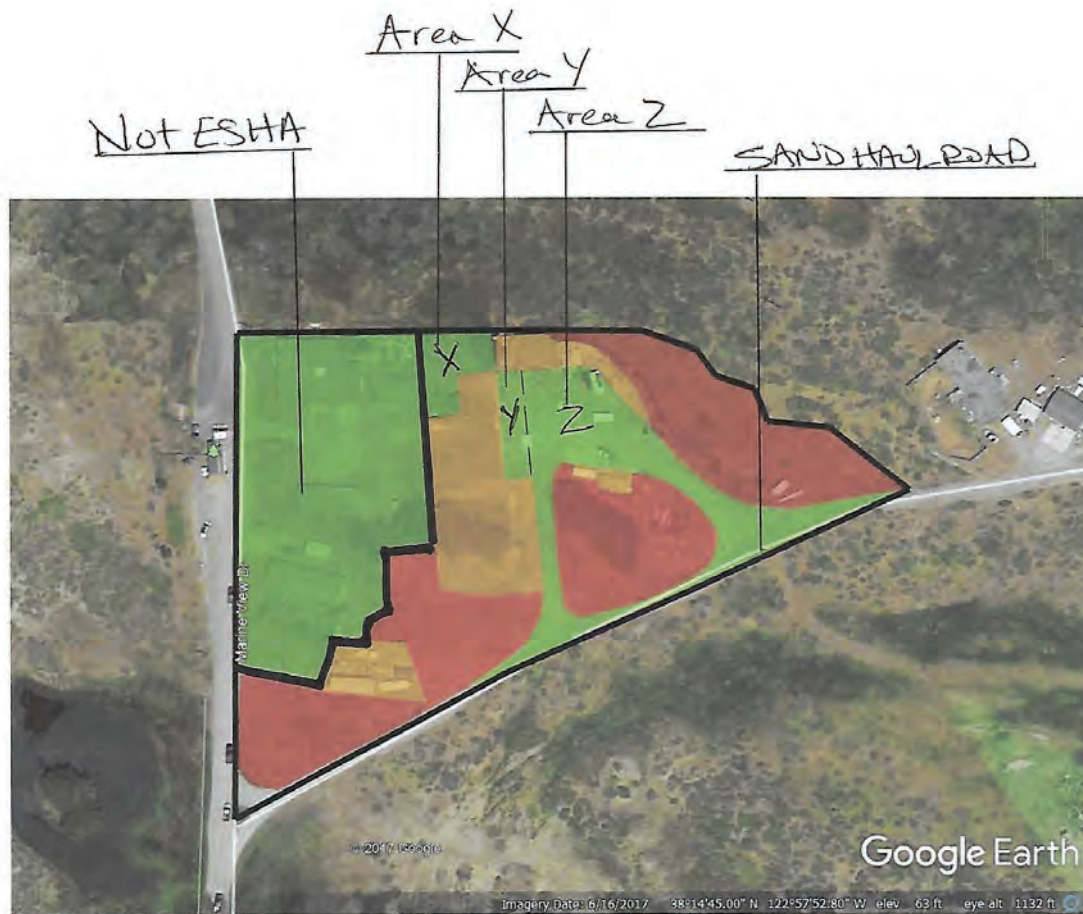 Area X
Area Y
Area Z
Not ESHA
SAND HAUL ROAD
X
Y
Z
Marine View Dr
© 2017 Google
Google Earth
Imagery Date: 6/16/2017 38°14'45.00" N 122°57'52.80" W elev 63 ft eye alt 1132 ft